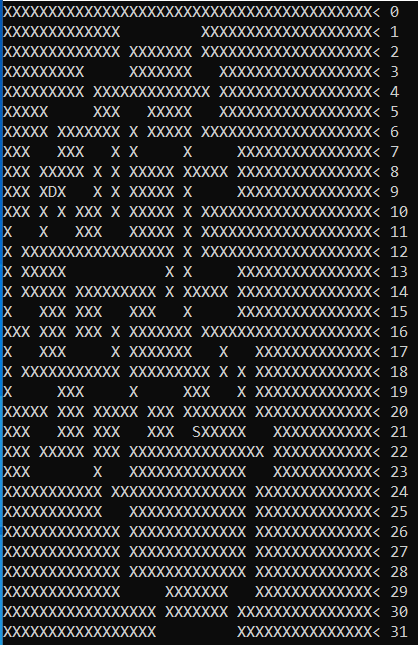 XXXXXXXXXXXXXXXXXXXXXXXXXXXXXXXXXXXXXXXXX< 0
XXXXXXXXXXXXX         XXXXXXXXXXXXXXXXXXX< 1
XXXXXXXXXXXXX XXXXXXX XXXXXXXXXXXXXXXXXXX< 2
XXXXXXXXX     XXXXXXX   XXXXXXXXXXXXXXXXX< 3
XXXXXXXXX XXXXXXXXXXXXX XXXXXXXXXXXXXXXXX< 4
XXXXX     XXX   XXXXX   XXXXXXXXXXXXXXXXX< 5
XXXXX XXXXXXX X XXXXX XXXXXXXXXXXXXXXXXXX< 6
XXX   XXX   X X     X     XXXXXXXXXXXXXXX< 7
XXX XXXXX X X XXXXX XXXXX XXXXXXXXXXXXXXX< 8
XXX XDX   X X XXXXX X     XXXXXXXXXXXXXXX< 9
XXX X X XXX X XXXXX X XXXXXXXXXXXXXXXXXXX< 10
X   X   XXX   XXXXX X     XXXXXXXXXXXXXXX< 11
X XXXXXXXXXXXXXXXXX X XXXXXXXXXXXXXXXXXXX< 12
X XXXXX           X X     XXXXXXXXXXXXXXX< 13
X XXXXX XXXXXXXXX X XXXXX XXXXXXXXXXXXXXX< 14
X   XXX XXX   XXX   X     XXXXXXXXXXXXXXX< 15
XXX XXX XXX X XXXXXXX XXXXXXXXXXXXXXXXXXX< 16
X   XXX     X XXXXXXX   X   XXXXXXXXXXXXX< 17
X XXXXXXXXXXX XXXXXXXXX X X XXXXXXXXXXXXX< 18
X     XXX     X     XXX   X XXXXXXXXXXXXX< 19
XXXXX XXX XXXXX XXX XXXXXXX XXXXXXXXXXXXX< 20
XXX   XXX XXX   XXX  SXXXXX   XXXXXXXXXXX< 21
XXX XXXXX XXX XXXXXXXXXXXXXXX XXXXXXXXXXX< 22
XXX       X   XXXXXXXXXXXXX   XXXXXXXXXXX< 23
XXXXXXXXXXX XXXXXXXXXXXXXXX XXXXXXXXXXXXX< 24
XXXXXXXXXXX   XXXXXXXXXXXXX XXXXXXXXXXXXX< 25
XXXXXXXXXXXXX XXXXXXXXXXXXX XXXXXXXXXXXXX< 26
XXXXXXXXXXXXX XXXXXXXXXXXXX XXXXXXXXXXXXX< 27
XXXXXXXXXXXXX XXXXXXXXXXXXX XXXXXXXXXXXXX< 28
XXXXXXXXXXXXX     XXXXXXX   XXXXXXXXXXXXX< 29
XXXXXXXXXXXXXXXXX XXXXXXX XXXXXXXXXXXXXXX< 30
XXXXXXXXXXXXXXXXX         XXXXXXXXXXXXXXX< 31